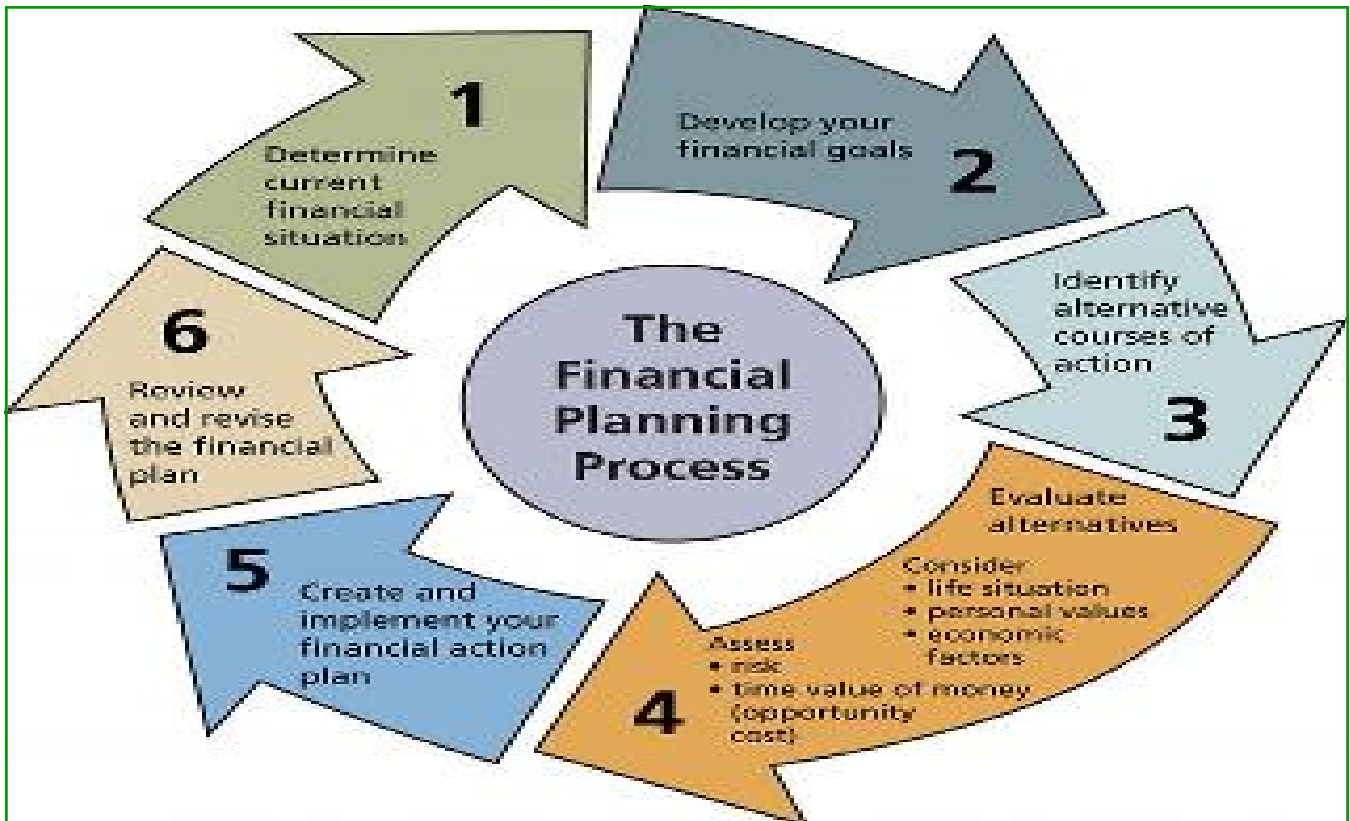 1
Determine
current
financial
situation
Develop your
financial goals
2
Identify
alternative
courses of
action
3
Evaluate
alternatives
Consider
• life situation
• personal values
• economic
factors
Assess
• risk
• time value of money
(opportunity
cost)
4
5
Create and
implement your
financial action
plan
6
Review
and revise
the financial
plan
The
Financial
Planning
Process